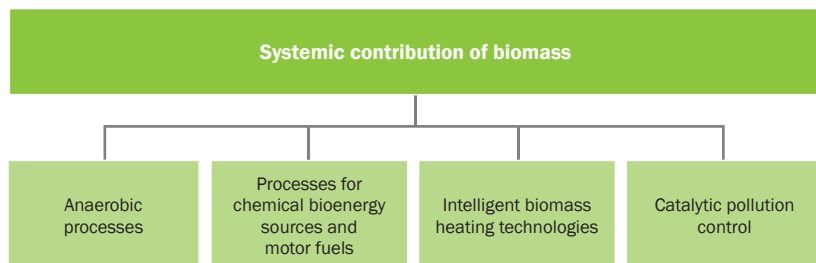 Systemic contribution of biomass
Anaerobic
processes
Processes for
chemical bioenergy
sources and
motor fuels
Intelligent biomass
heating technologies
Catalytic pollution
control